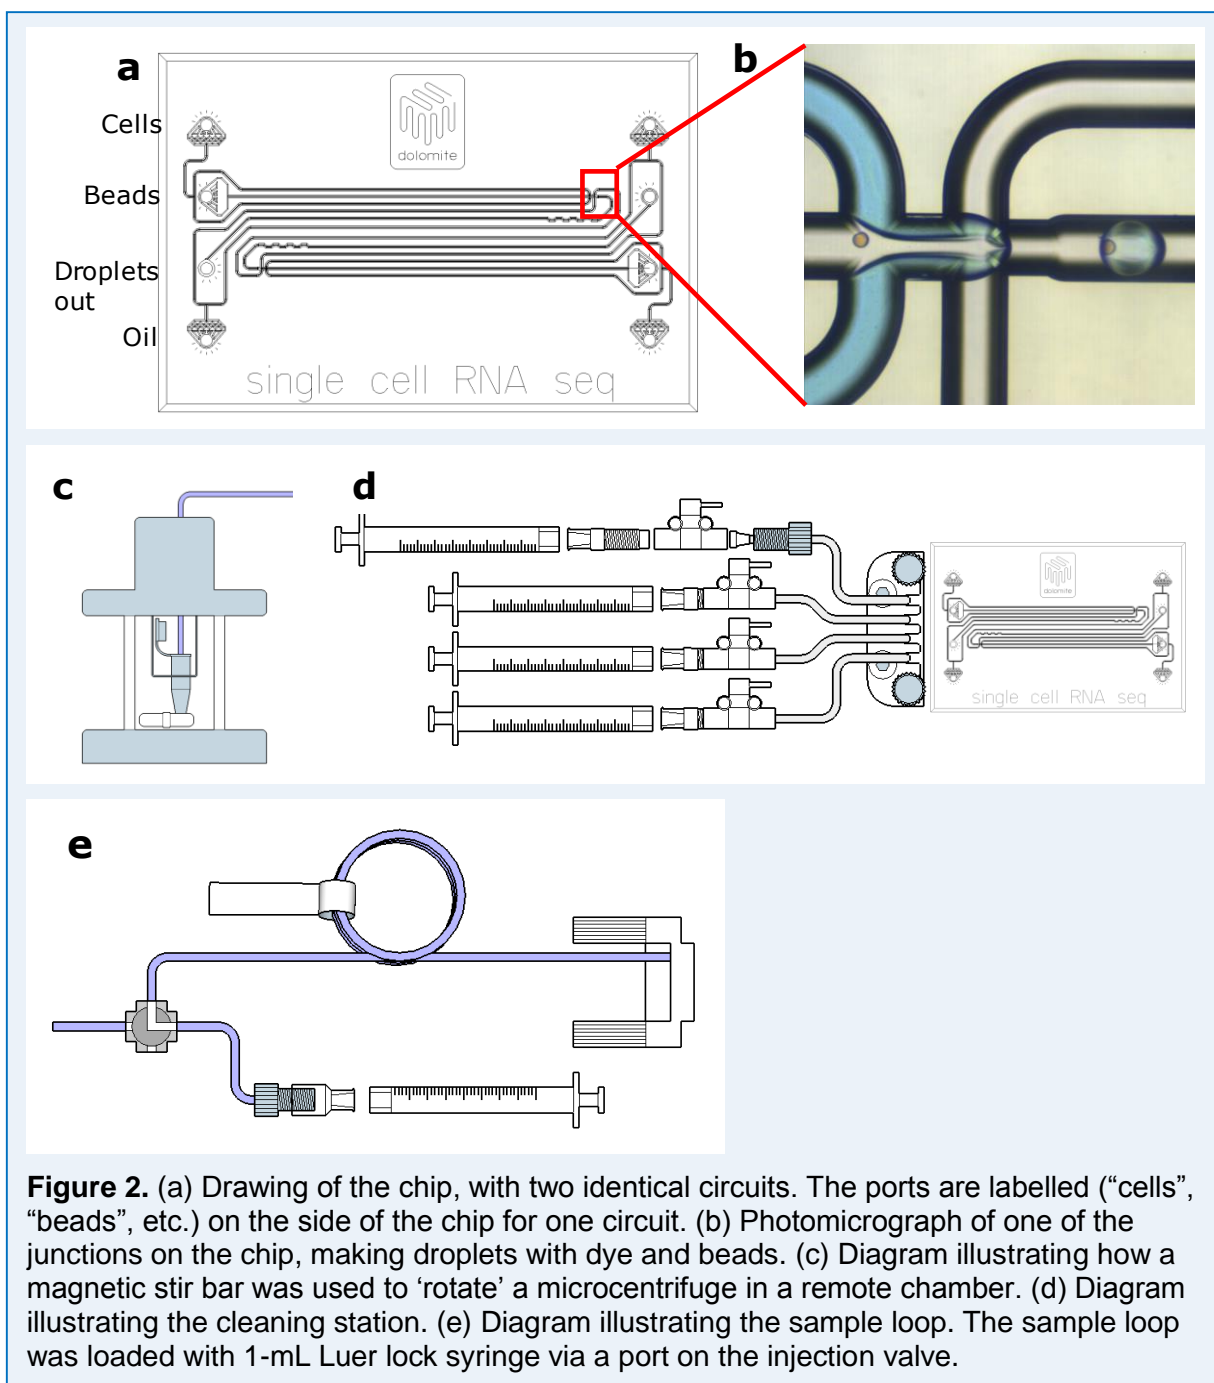 a
b
dolomite
Cells
Beads
Droplets
out
Oil
single cell RNA seq
c
d
dolomite
single cell RNA seq
e
Figure 2. (a) Drawing of the chip, with two identical circuits. The ports are labelled (“cells”,
“beads”, etc.) on the side of the chip for one circuit. (b) Photomicrograph of one of the
junctions on the chip, making droplets with dye and beads. (c) Diagram illustrating how a
magnetic stir bar was used to ‘rotate’ a microcentrifuge in a remote chamber. (d) Diagram
illustrating the cleaning station. (e) Diagram illustrating the sample loop. The sample loop
was loaded with 1-mL Luer lock syringe via a port on the injection valve.